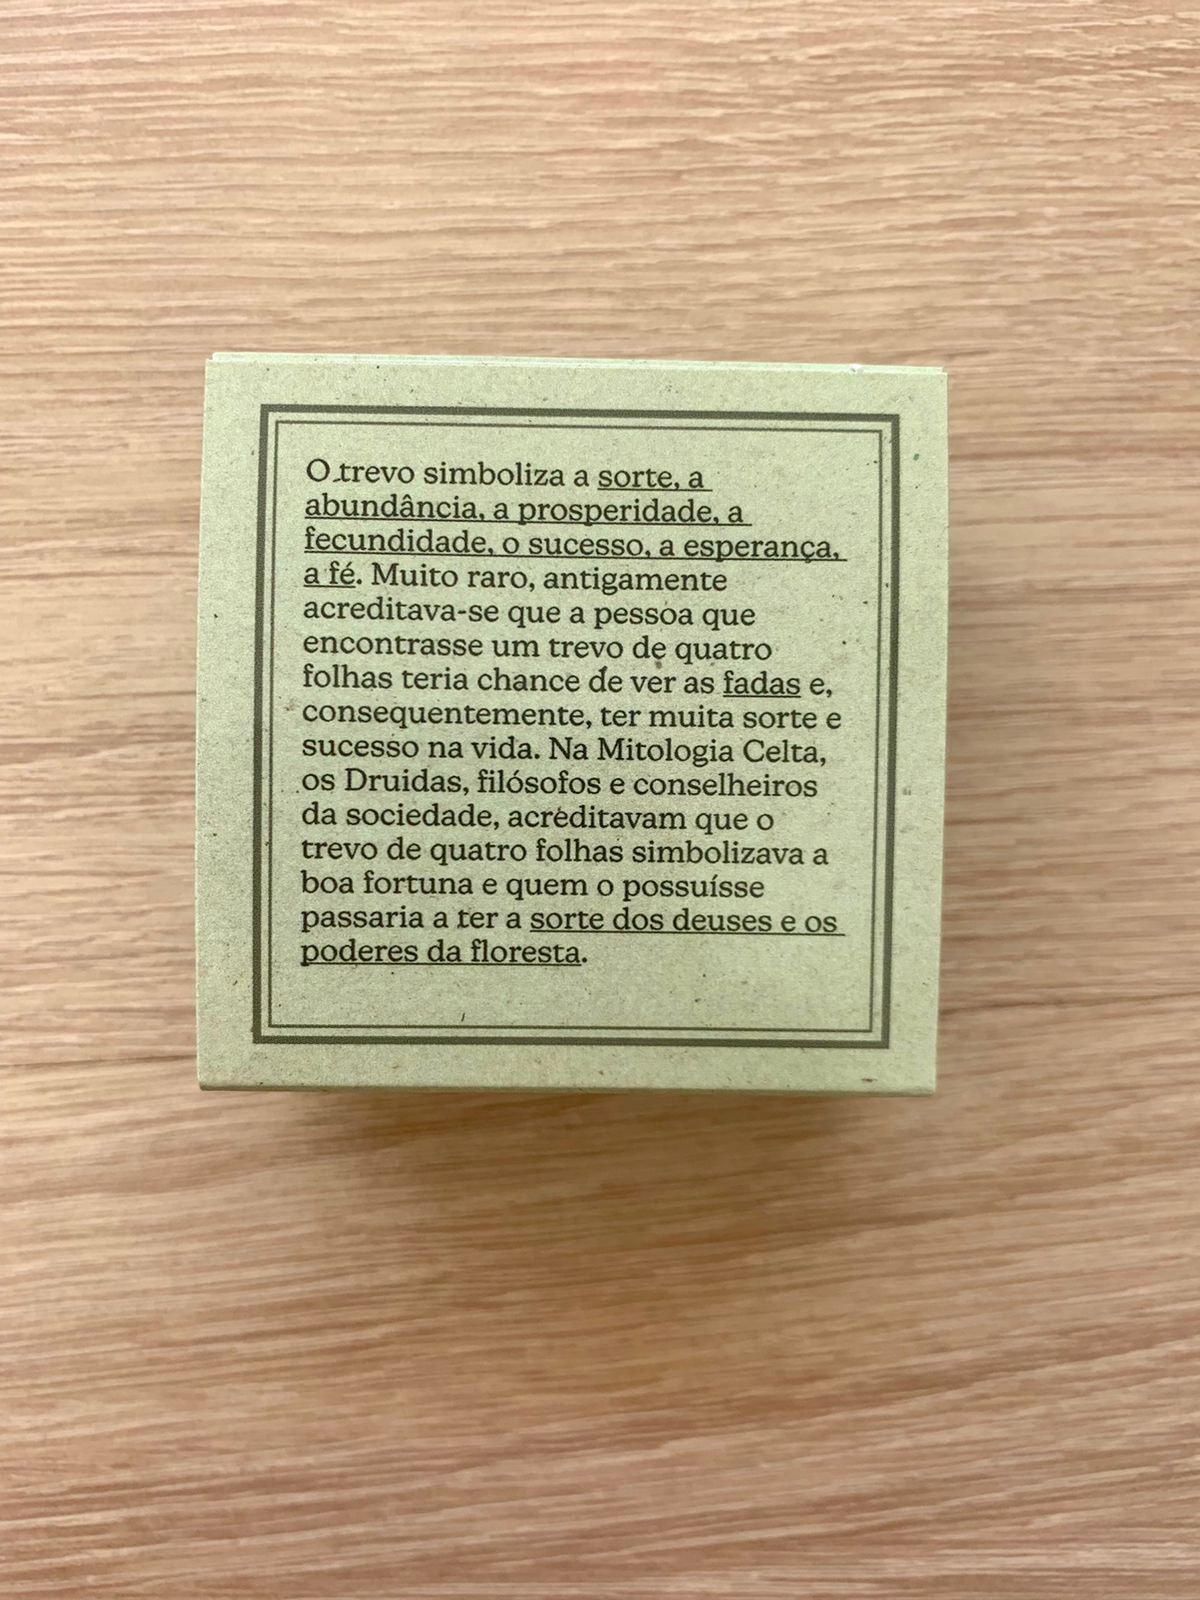 O trevo simboliza a sorte, a
abundância, a prosperidade, a
fecundidade, o sucesso, a esperança,
a fé. Muito raro, antigamente
acreditava-se que a pessoa que
encontrasse um trevo de quatro
folhas teria chance de ver as fadas e,
consequentemente, ter muita sorte e
sucesso na vida. Na Mitologia Celta,
os Druidas, filósofos e conselheiros
da sociedade, acreditavam que o
trevo de quatro folhas simbolizava a
boa fortuna e quem o possuísse
passaria a ter a sorte dos deuses e os
poderes da floresta.